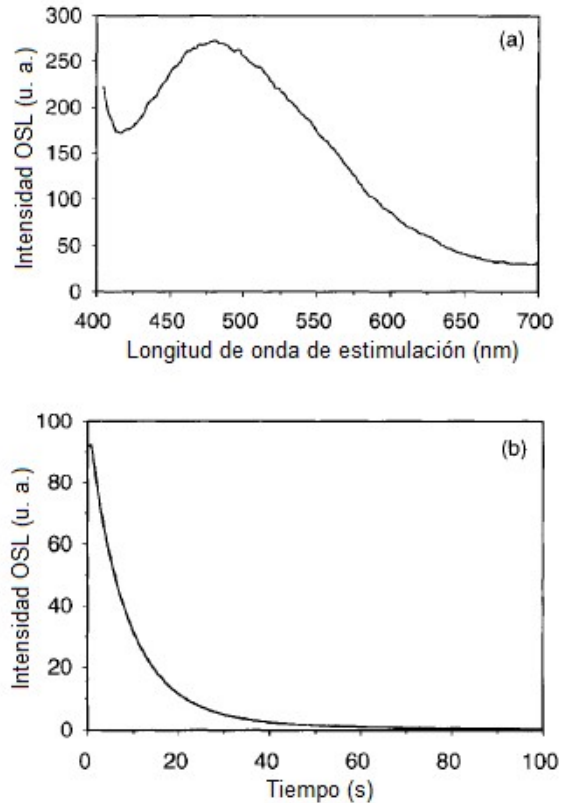 (a)
Intensidad OSL (u. a.)
300
250
200
150
100
50
0
400 450 500 550 600 650 700
Longitud de onda de estimulación (nm)
(b)
Intensidad OSL (u. a.)
100
80
60
40
20
0
0 20 40 60 80 100
Tiempo (s)